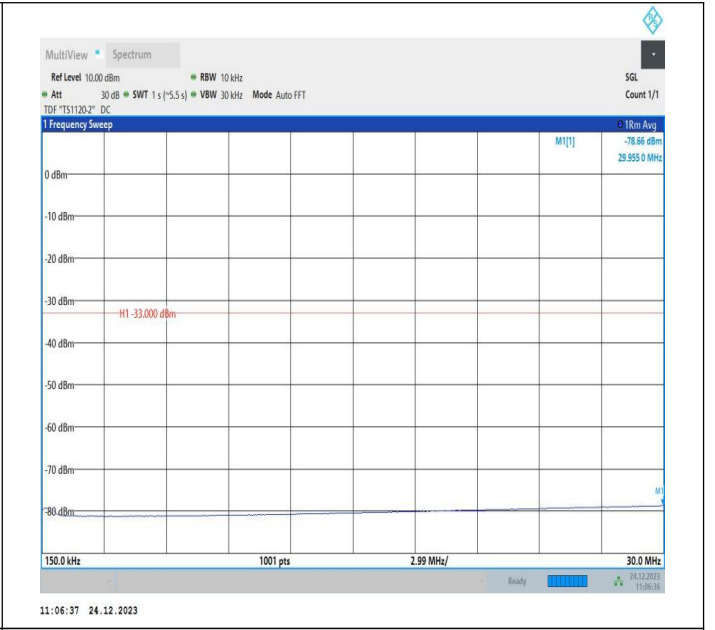 MultiView Spectrum
Ref Level 10.00 dBm RBW 10 kHz SGL
Att 30 dB SWT 1 s (~5.5 s) VBW 30 kHz Mode Auto FFT Count 1/1
TDF "TS1120-2" DC
1 Frequency Sweep 1Rm Avg
M1[1] -78.66 dBm
29.955 0 MHz
0 dBm
-10 dBm
-20 dBm
-30 dBm
H1 -33.000 dBm
-40 dBm
-50 dBm
-60 dBm
-70 dBm
M1
-80 dBm
150.0 kHz 1001 pts 2.99 MHz/ 30.0 MHz
Ready 24.12.2023
11:06:36
11:06:37 24.12.2023